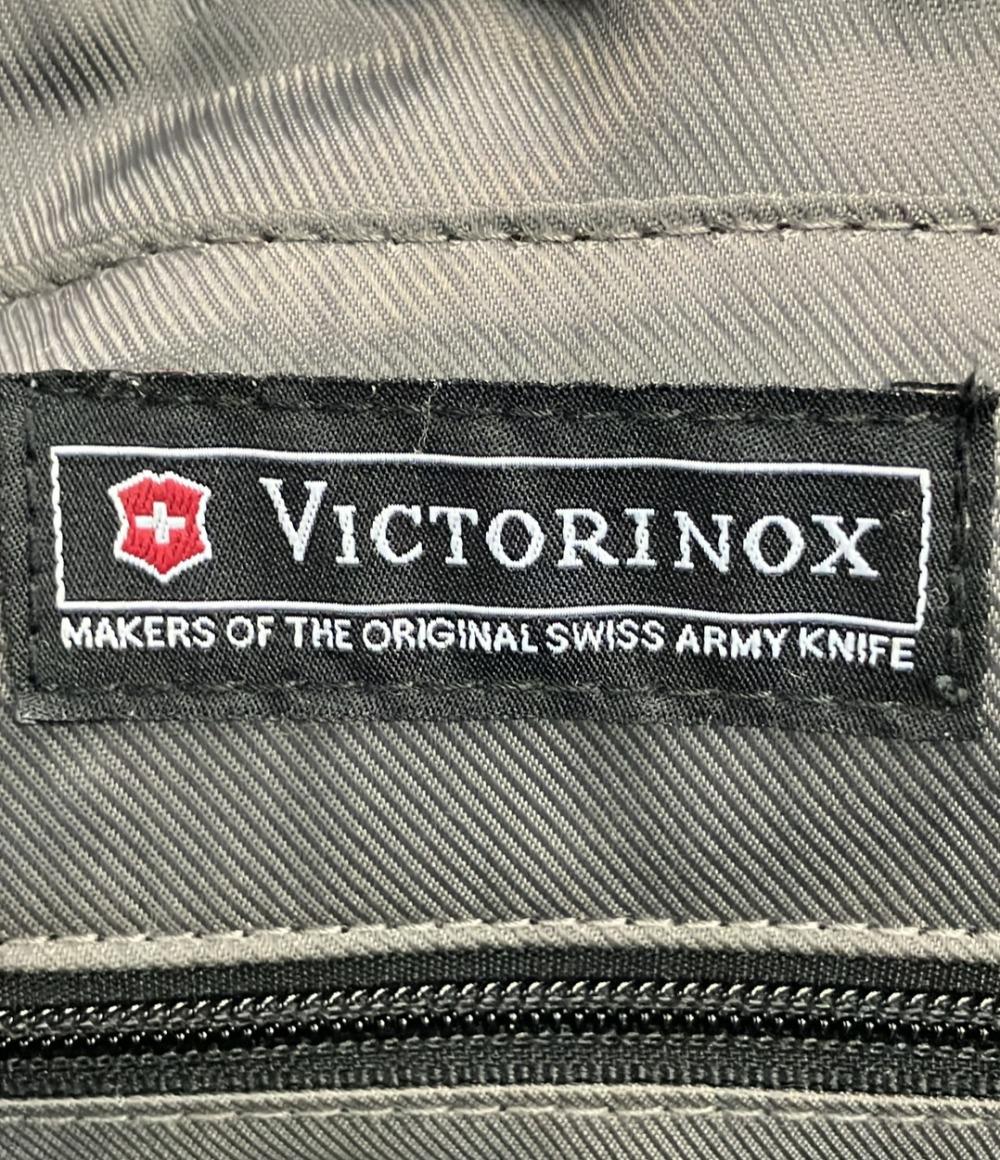 VICTORINOX
MAKERS OF THE ORIGINAL SWISS ARMY KNIFE